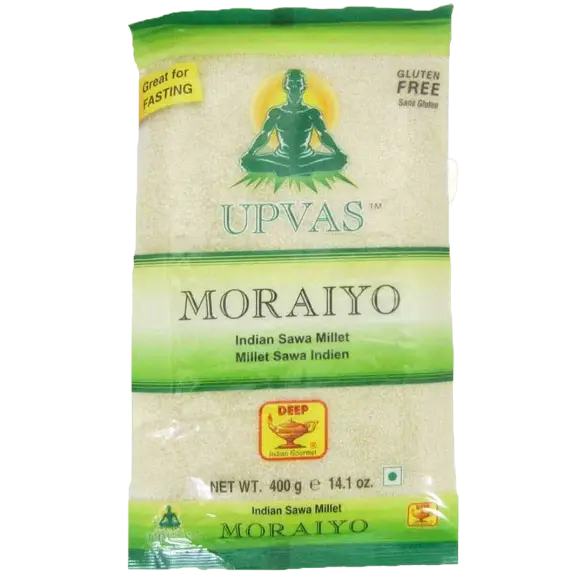 Great for
FASTING
GLUTEN
FREE
Sans Gluten
UPVAS™
MORAIYO
Indian Sawa Millet
Millet Sawa Indien
DEEP
®
Indian Gourmet
NET WT. 400 g ℮ 14.1 oz.
Indian Sawa Millet
MORAIYO